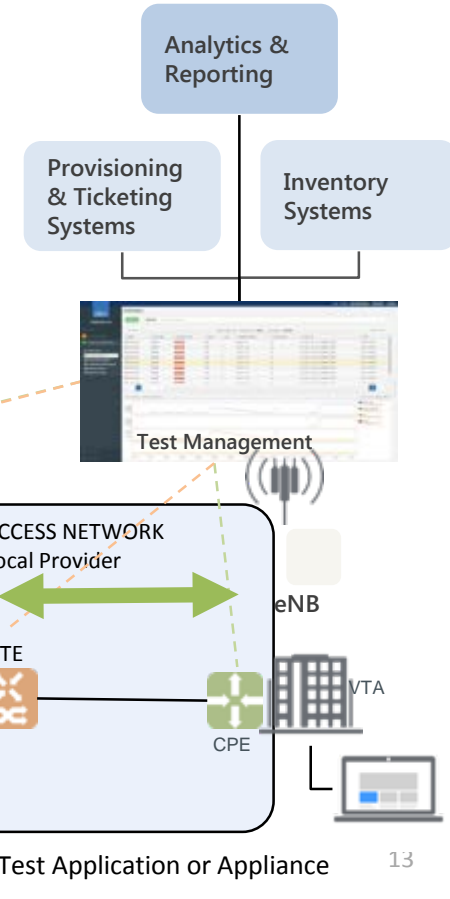 Analytics &
Reporting
Provisioning
& Ticketing
Systems
Inventory
Systems
Test Management
CCESS NETWORK
ocal Provider
eNB
TE
VTA
CPE
Test Application or Appliance
13